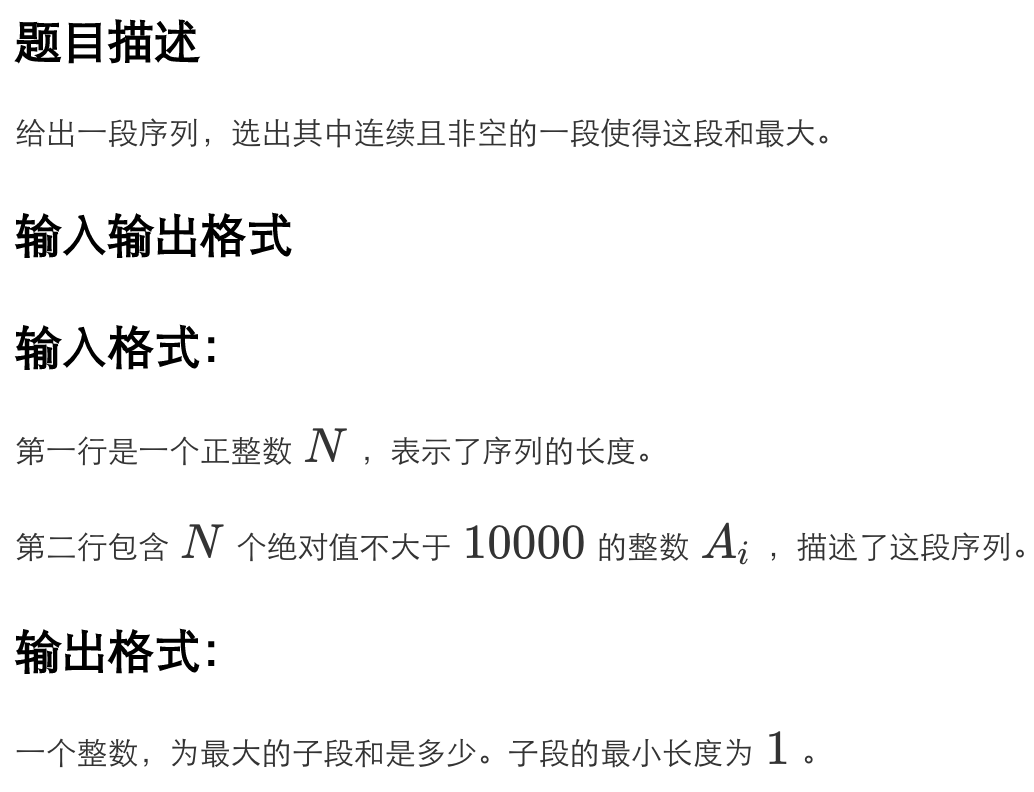 题目描述
给出一段序列，选出其中连续且非空的一段使得这段和最大。
输入输出格式
输入格式：
第一行是一个正整数 N ，表示了序列的长度。
第二行包含 N 个绝对值不大于 10000 的整数 A_i ，描述了这段序列。
输出格式：
一个整数，为最大的子段和是多少。子段的最小长度为 1 。